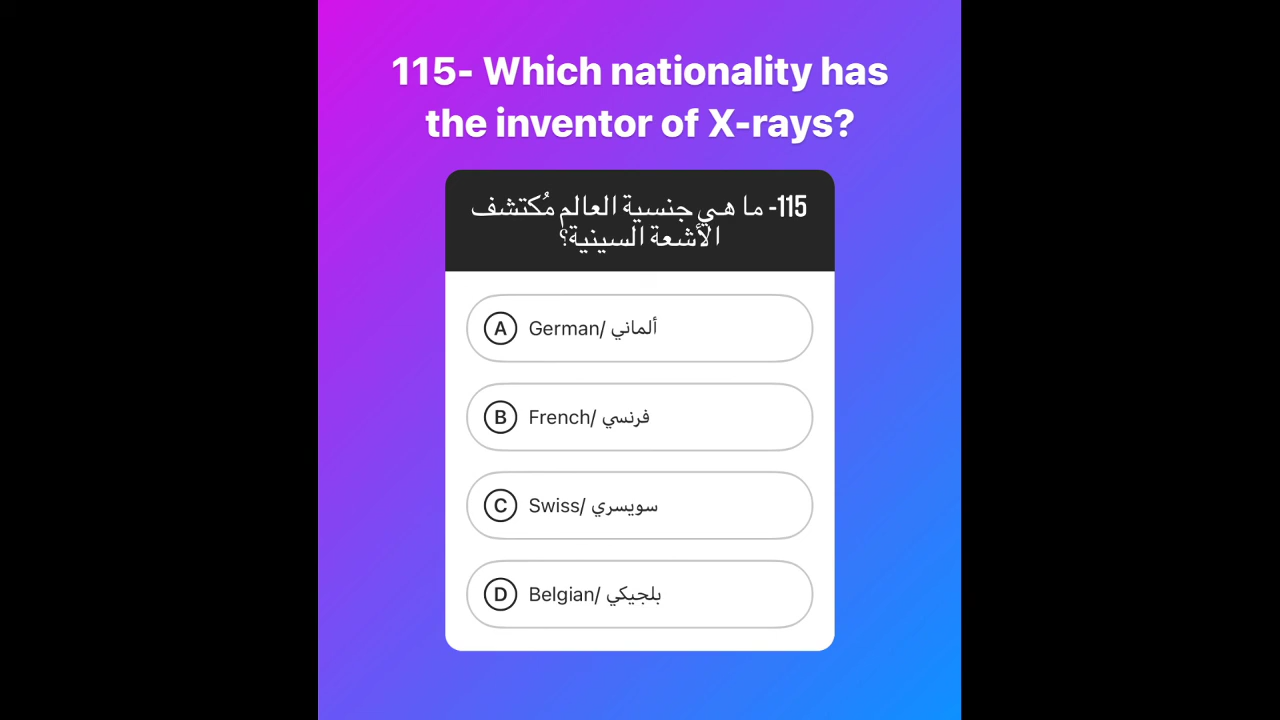 115- Which nationality has
the inventor of X-rays?
115- ما هي جنسية العالم مُكتشف
الأشعة السينية؟
A German/ ألماني
B French/ فرنسي
C Swiss/ سويسري
D Belgian/ بلجيكي